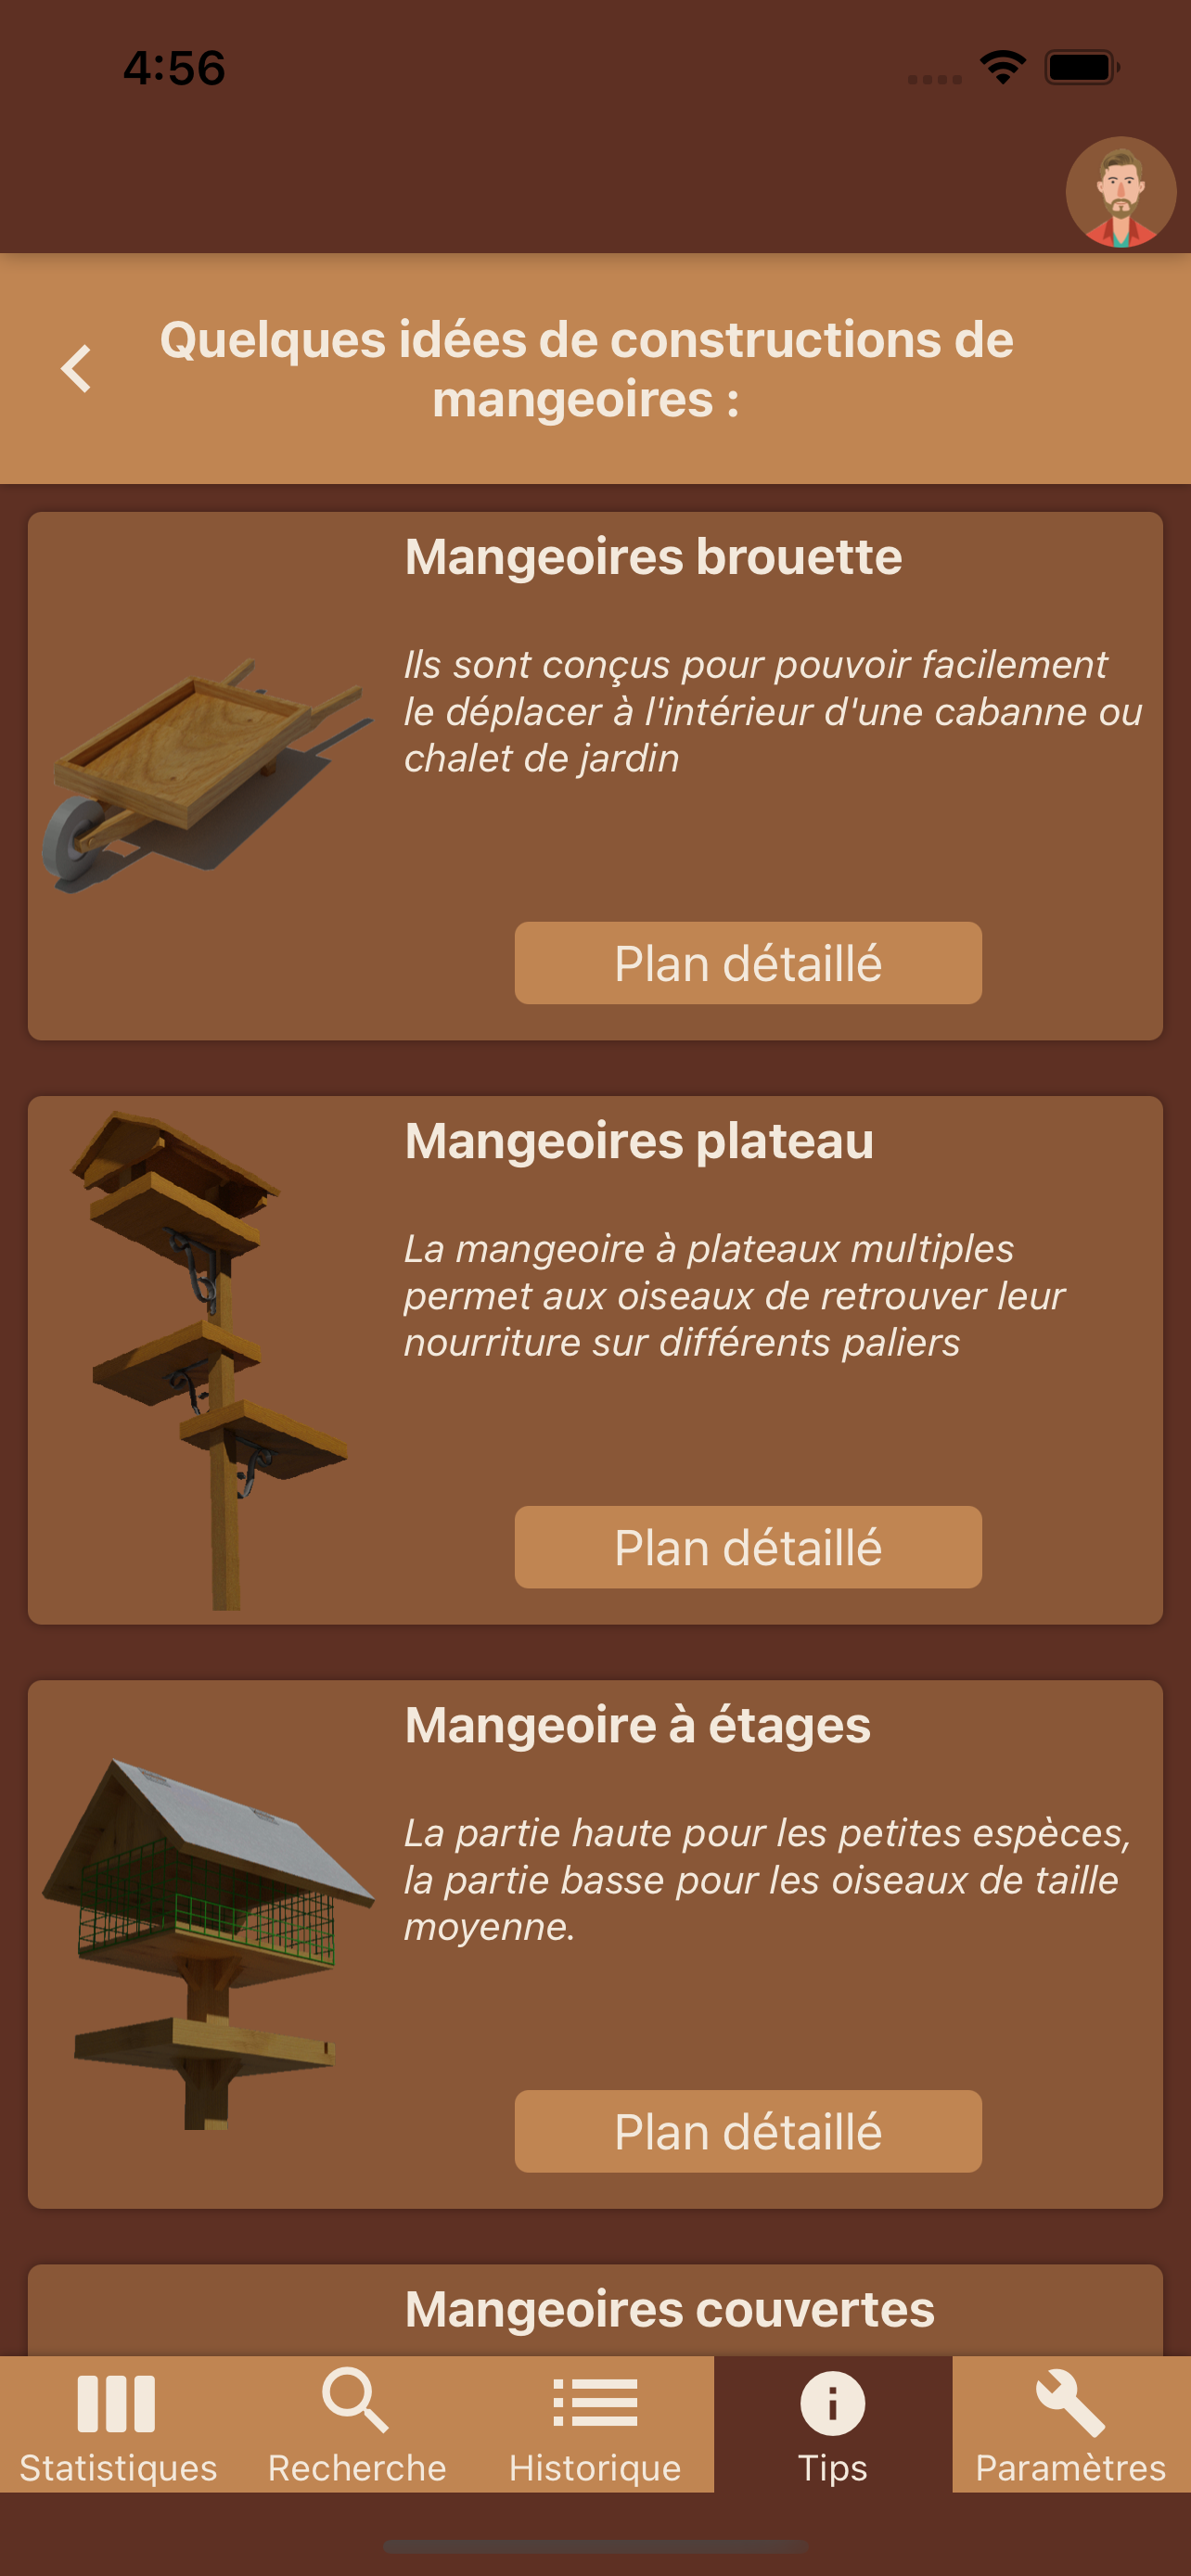 4:56
Quelques idées de constructions de
mangeoires :
Mangeoires brouette
Ils sont conçus pour pouvoir facilement
le déplacer à l'intérieur d'une cabanne ou
chalet de jardin
Plan détaillé
Mangeoires plateau
La mangeoire à plateaux multiples
permet aux oiseaux de retrouver leur
nourriture sur différents paliers
Plan détaillé
Mangeoire à étages
La partie haute pour les petites espèces,
la partie basse pour les oiseaux de taille
moyenne.
Plan détaillé
Mangeoires couvertes
Statistiques
Recherche
Historique
Tips
Paramètres